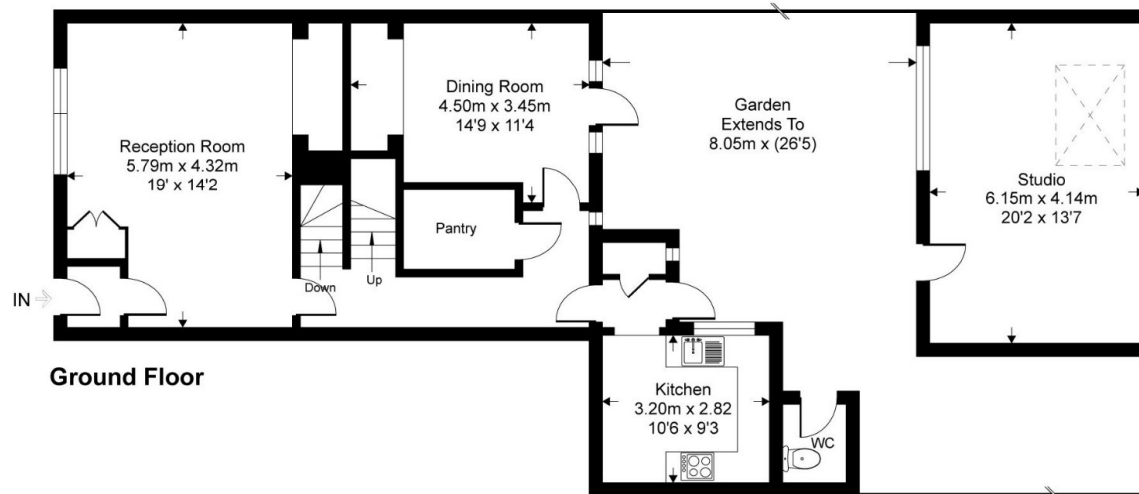 Reception Room
5.79m x 4.32m
19' x 14'2
Dining Room
4.50m x 3.45m
14'9 x 11'4
Garden
Extends To
8.05m x (26'5)
Studio
6.15m x 4.14m
20'2 x 13'7
Pantry
Down
Up
IN
Ground Floor
Kitchen
3.20m x 2.82
10'6 x 9'3
WC